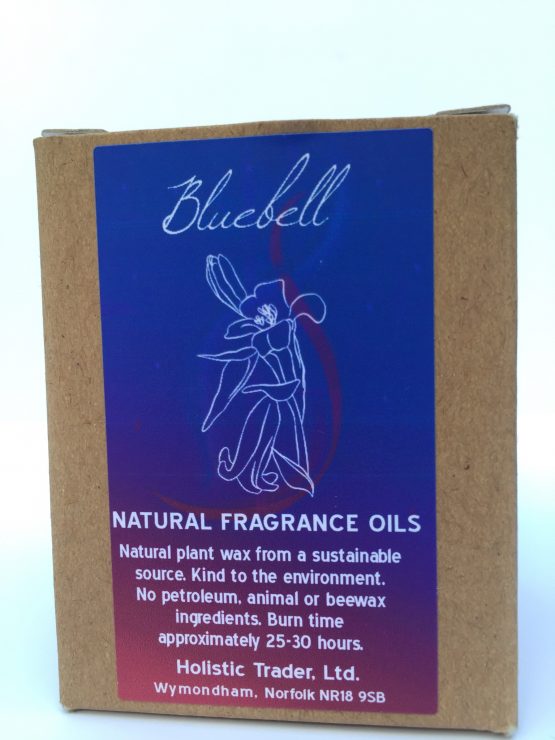 Bluebell
NATURAL FRAGRANCE OILS
Natural plant wax from a sustainable
source. Kind to the environment.
No petroleum, animal or beewax
ingredients. Burn time
approximately 25-30 hours.
Holistic Trader, Ltd.
Wymondham, Norfolk NR18 9SB